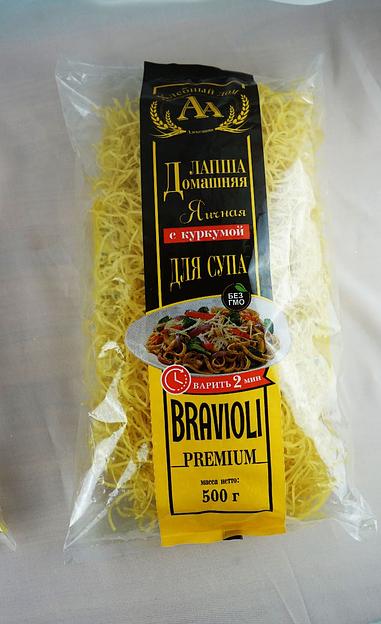 Хлебный дом
АА
ЛАПША
ДОМАШНЯЯ
Яичная
с куркумой
ДЛЯ СУПА
БЕЗ
ГМО
ВАРИТЬ 2 МИН
BRAVIOLI
PREMIUM
масса нетто:
500 г